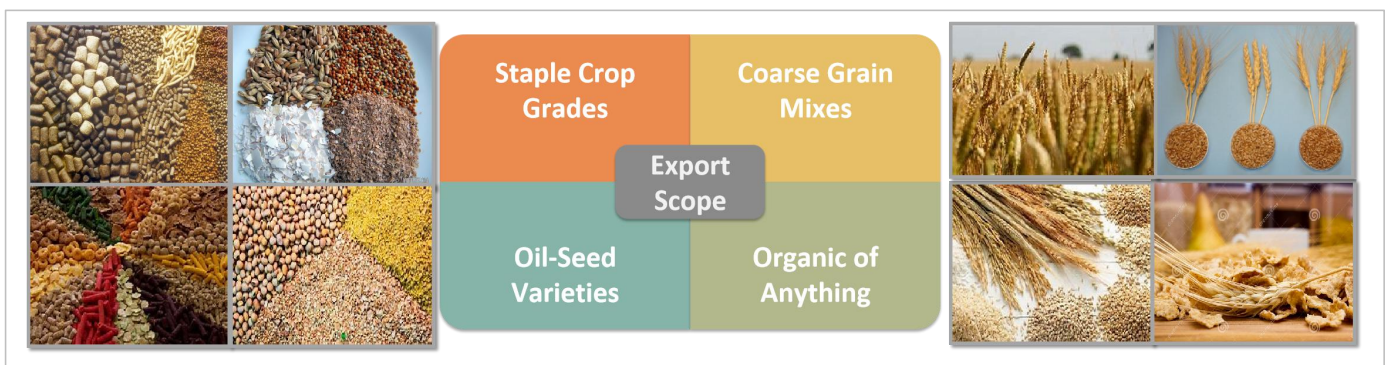 Staple Crop
Grades
Coarse Grain
Mixes
Export
Scope
Oil-Seed
Varieties
Organic of
Anything